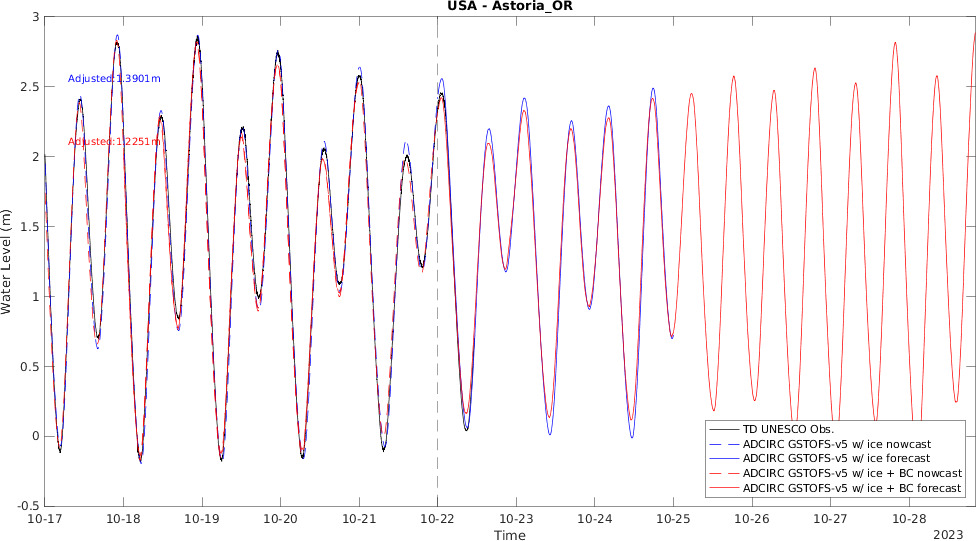 USA - Astoria_OR
3
2.5
2
1.5
1
0.5
0
-0.5
Water Level (m)
Adjusted:1.3901m
Adjusted:1.2251m
TD UNESCO Obs.
ADCIRC GSTOFS-v5 w/ ice nowcast
ADCIRC GSTOFS-v5 w/ ice forecast
ADCIRC GSTOFS-v5 w/ ice + BC nowcast
ADCIRC GSTOFS-v5 w/ ice + BC forecast
10-17 10-18 10-19 10-20 10-21 10-22 10-23 10-24 10-25 10-26 10-27 10-28
Time
2023